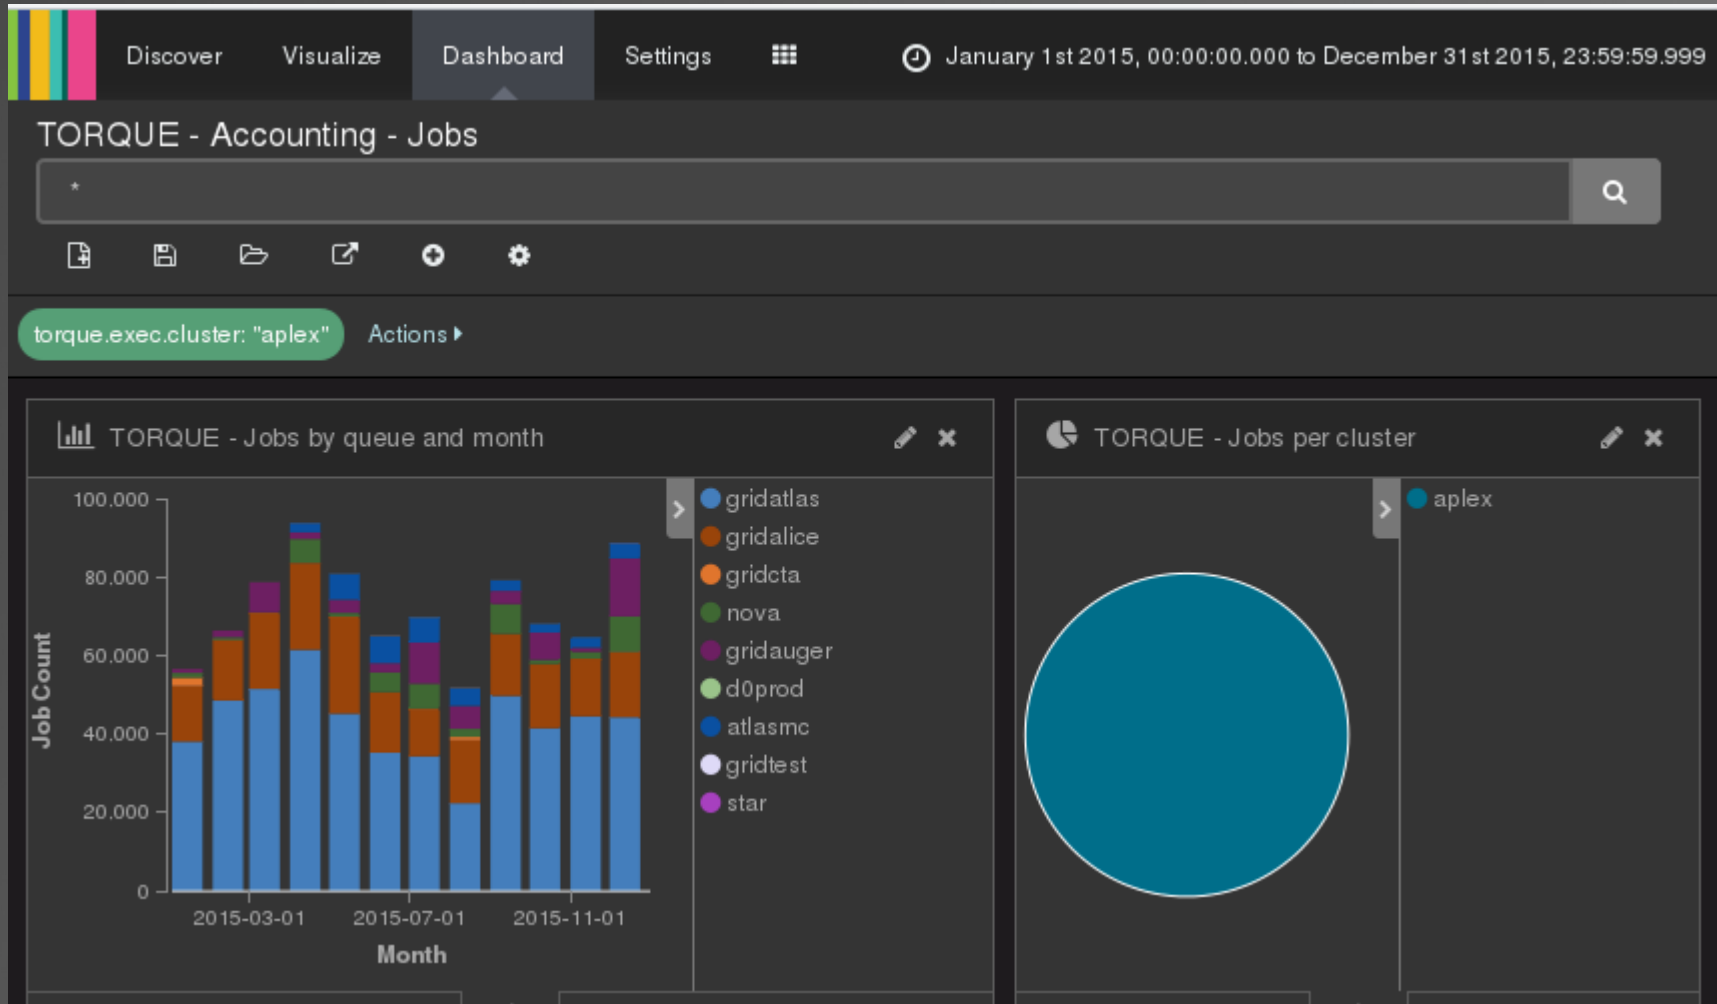 Discover Visualize Dashboard Settings January 1st 2015, 00:00:00.000 to December 31st 2015, 23:59:59.999
TORQUE - Accounting - Jobs
*
torque.exec.cluster: "aplex" Actions
TORQUE - Jobs by queue and month
100.000
80.000
60.000
40.000
20.000
0
Job Count
2015-03-01 2015-07-01 2015-11-01
Month
gridatlas
gridalice
gridcta
nova
gridauger
d0prod
atlasmc
gridtest
star
TORQUE - Jobs per cluster
aplex